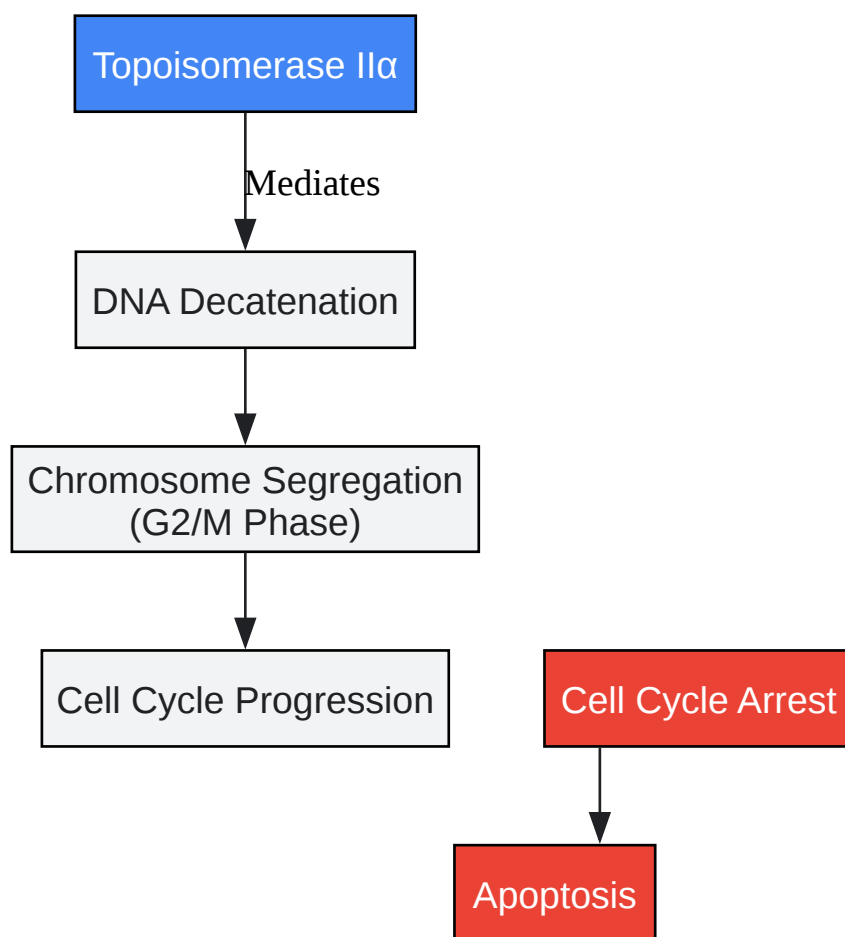 Topoisomerase IIα
Mediates
DNA Decatenation
Chromosome Segregation
(G2/M Phase)
Cell Cycle Progression
Cell Cycle Arrest
Apoptosis